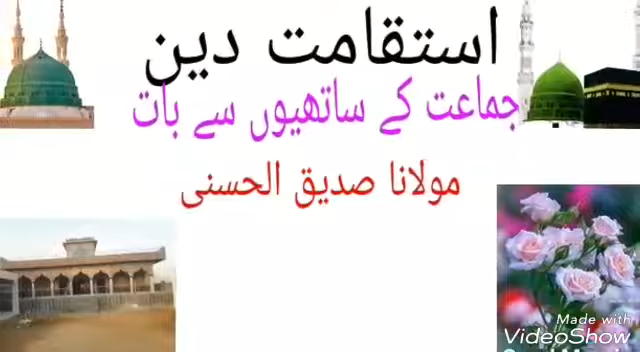 استقامت دین
جماعت کے ساتھیوں سے بات
مولانا صدیق الحسنی
Made with
VideoShow